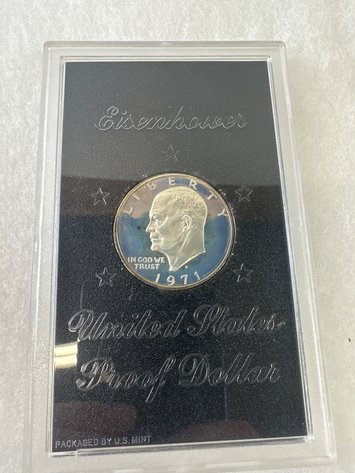 Eisenhower
LIBERTY
IN GOD WE
TRUST
1971
United States
Proof Dollar
PACKAGED BY U.S. MINT